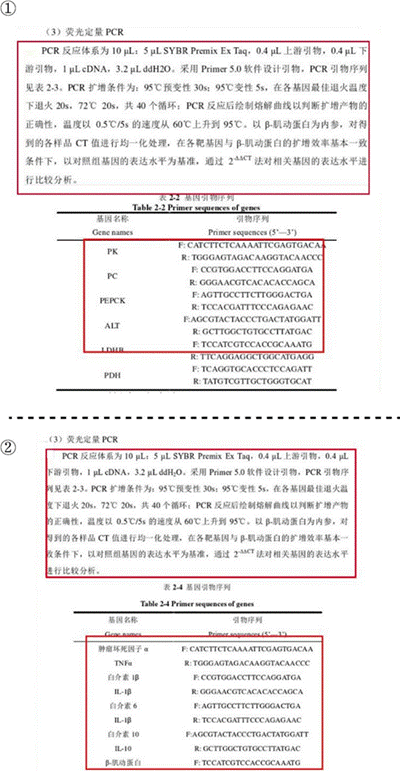 ①
（3）荧光定量 PCR
PCR 反应体系为 10 μL：5 μL SYBR Premix Ex Taq，0.4 μL 上游引物，0.4 μL 下
游引物，1 μL cDNA，3.2 μL ddH2O。采用 Primer 5.0 软件设计引物，PCR 引物序列
见表 2-3。PCR 扩增条件为：95℃预变性 30s；95℃变性 5s，在各基因最佳退火温度
下退火 20s，72℃ 20s，共 40 个循环；PCR 反应后绘制熔解曲线以判断扩增产物的
正确性，温度以 0.5℃/5s 的速度从 60℃上升到 95℃。以 β-肌动蛋白为内参，对得
到的各样品 CT 值进行均一化处理，在各靶基因与 β-肌动蛋白的扩增效率基本一致
条件下，以对照组基因的表达水平为基准，通过 2-ΔΔCT 法对相关基因的表达水平进
行比较分析。
表 2-2 基因引物序列
Table 2-2 Primer sequences of genes
基因名称 引物序列
Gene names Primer sequences (5’—3’)
F: CATCTTCTCAAAATTCGAGTGACAA
PK
R: TGGGAGTAGACAAGGTACAACCC
F: CCGTGGACCTTCCAGGATGA
PC
R: GGGAACGTCACACACCAGCA
F: AGTTGCCTTCTTGGGACTGA
PEPCK
R: TCCACGATTTCCCAGAGAAC
F:AGCGTACTACCCTGACTATGGATT
ALT
R: GCTTGGCTGTGCCTTATGAC
F: TCCATCGTCCACCGCAAATG
LDHB
R: TTCAGGAGGCTGGCATGAGG
F: TCAGGTGCACCCTCCAGATT
PDH
R: TATGTCGTTGCTGGGTGCAT
②
（3）荧光定量 PCR
PCR 反应体系为 10 μL：5 μL SYBR Premix Ex Taq，0.4 μL 上游引物，0.4 μL
下游引物，1 μL cDNA，3.2 μL ddH₂O。采用 Primer 5.0 软件设计引物，PCR 引物序
列见表 2-3。PCR 扩增条件为：95℃预变性 30s；95℃变性 5s，在各基因最佳退火温
度下退火 20s，72℃ 20s，共 40 个循环；PCR 反应后绘制熔解曲线以判断扩增产物
的正确性，温度以 0.5℃/5s 的速度从 60℃上升到 95℃。以 β-肌动蛋白为内参，对
得到的各样品 CT 值进行均一化处理，在各靶基因与 β-肌动蛋白的扩增效率基本一
致条件下，以对照组基因的表达水平为基准，通过 2-ΔΔCT 法对相关基因的表达水平
进行比较分析。
表 2-4 基因引物序列
Table 2-4 Primer sequences of genes
基因名称 引物序列
Gene names Primer sequences (5’—3’)
肿瘤坏死因子 α F: CATCTTCTCAAAATTCGAGTGACAA
TNFα R: TGGGAGTAGACAAGGTACAACCC
白介素 1β F: CCGTGGACCTTCCAGGATGA
IL-1β R: GGGAACGTCACACACCAGCA
白介素 6 F: AGTTGCCTTCTTGGGACTGA
IL-1β R: TCCACGATTTCCCAGAGAAC
白介素 10 F:AGCGTACTACCCTGACTATGGATT
IL-10 R: GCTTGGCTGTGCCTTATGAC
β-肌动蛋白 F: TCCATCGTCCACCGCAAATG